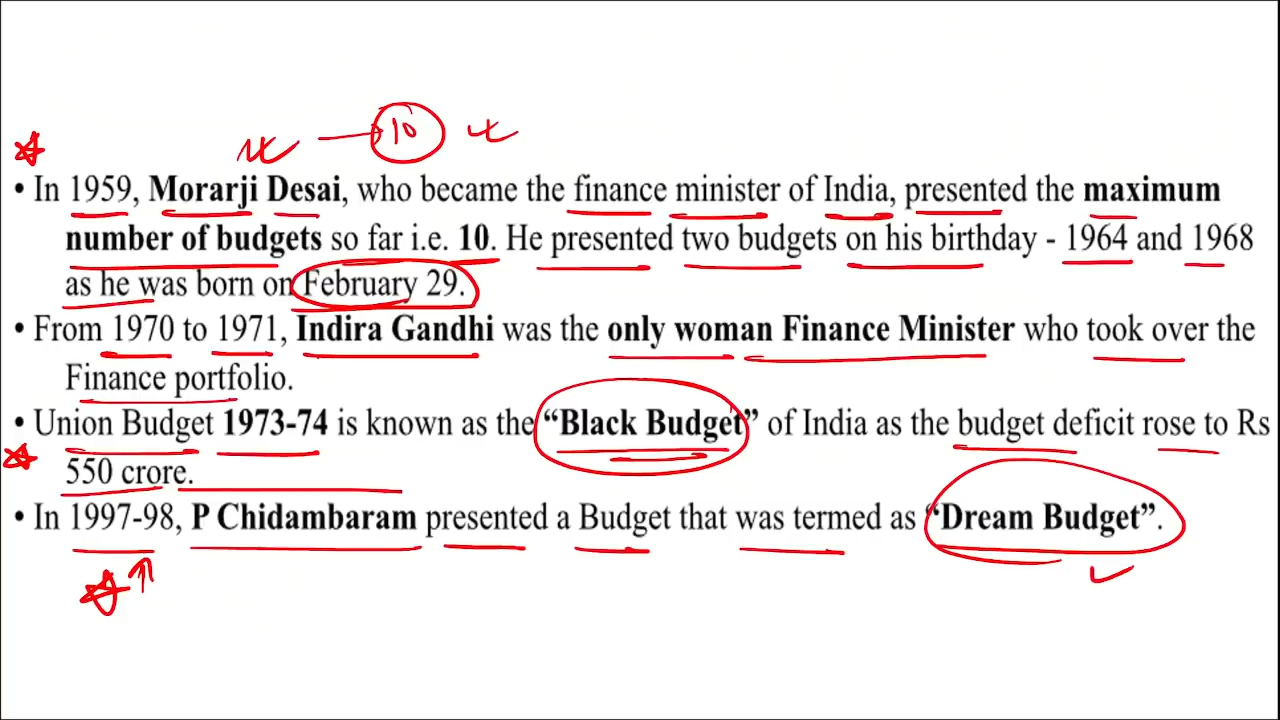 10
• In 1959, Morarji Desai, who became the finance minister of India, presented the maximum
number of budgets so far i.e. 10. He presented two budgets on his birthday - 1964 and 1968
as he was born on February 29.
• From 1970 to 1971, Indira Gandhi was the only woman Finance Minister who took over the
Finance portfolio.
• Union Budget 1973-74 is known as the “Black Budget” of India as the budget deficit rose to Rs
550 crore.
• In 1997-98, P Chidambaram presented a Budget that was termed as “Dream Budget”.